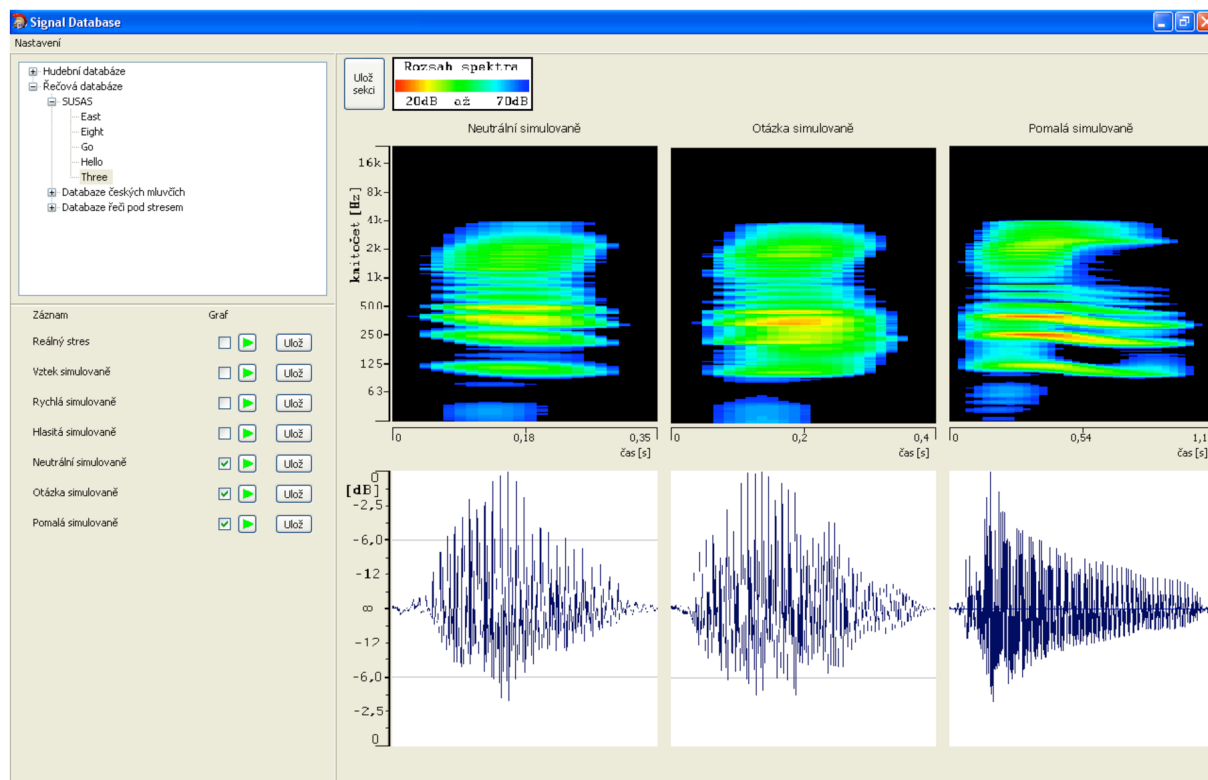 Signal Database
Nastavení
Hudební databáze
Řečová databáze
SUSAS
East
Eight
Go
Hello
Three
Databaze českých mluvčích
Databaze řeči pod stresem
Záznam Graf
Reálný stres Ulož
Vztek simulovaně Ulož
Rychlá simulovaně Ulož
Hlasitá simulovaně Ulož
Neutrální simulovaně Ulož
Otázka simulovaně Ulož
Pomalá simulovaně Ulož
Ulož
sekci
Rozsah spektra
20dB až 70dB
Neutrální simulovaně Otázka simulovaně Pomalá simulovaně
kmitočet [Hz]
16k
8k
4k
2k
1k
500
250
125
63
0 0,18 0,35
čas [s]
0 0,2 0,4
čas [s]
0 0,54 1,1
čas [s]
0
[dB]
-2,5
-6,0
-12
∞
-12
-6,0
-2,5
0